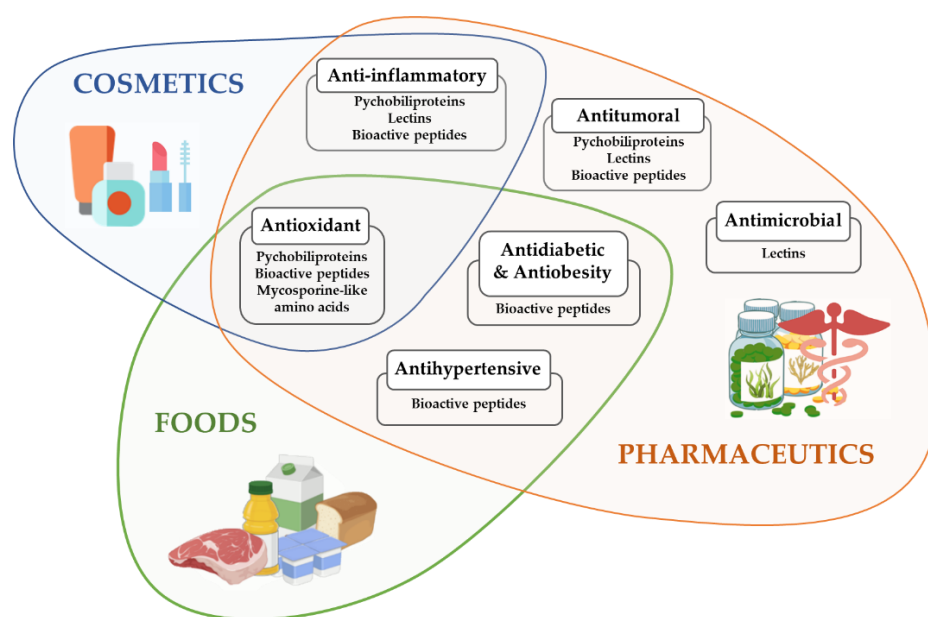 COSMETICS
Anti-inflammatory
Pychobiliproteins
Lectins
Bioactive peptides
Antitumoral
Pychobiliproteins
Lectins
Bioactive peptides
Antimicrobial
Lectins
Antioxidant
Pychobiliproteins
Bioactive peptides
Mycosporine-like
amino acids
Antidiabetic
& Antiobesity
Bioactive peptides
Antihypertensive
Bioactive peptides
FOODS
PHARMACEUTICS